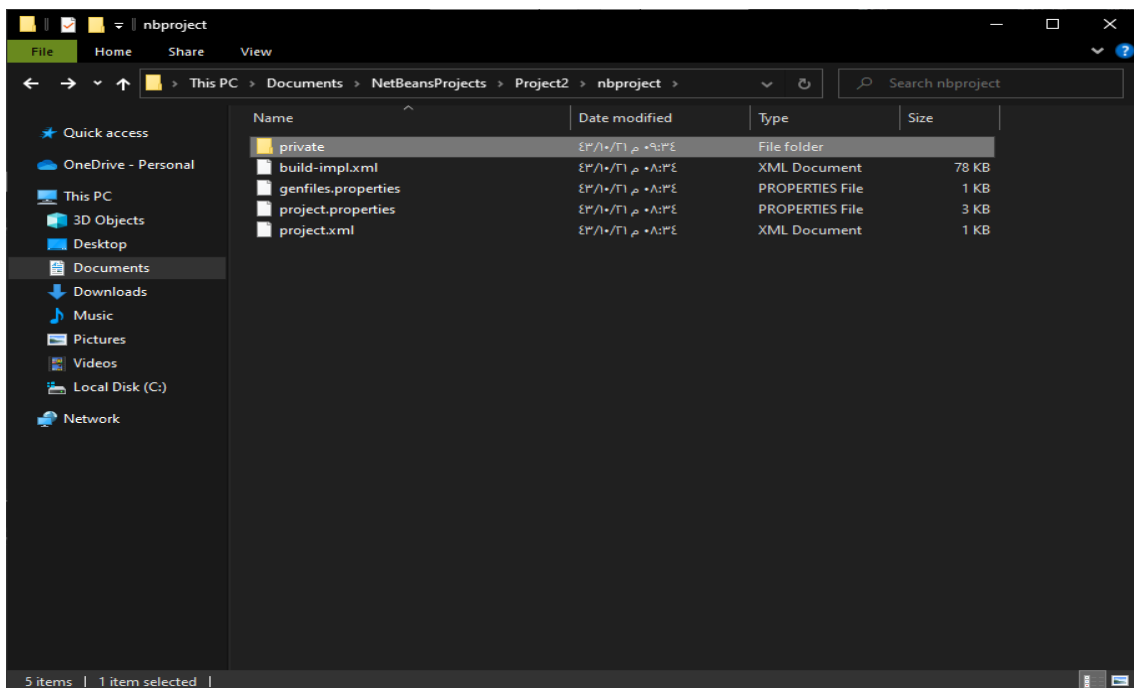 nbproject
File Home Share View
This PC > Documents > NetBeansProjects > Project2 > nbproject >
Search nbproject
Quick access
OneDrive - Personal
This PC
3D Objects
Desktop
Documents
Downloads
Music
Pictures
Videos
Local Disk (C:)
Network
Name Date modified Type Size
private ٤٣/١٠/٢١ ٠٩:٣٤ م File folder
build-impl.xml ٤٣/١٠/٢١ ٠٨:٣٤ م XML Document 78 KB
genfiles.properties ٤٣/١٠/٢١ ٠٨:٣٤ م PROPERTIES File 1 KB
project.properties ٤٣/١٠/٢١ ٠٨:٣٤ م PROPERTIES File 3 KB
project.xml ٤٣/١٠/٢١ ٠٨:٣٤ م XML Document 1 KB
5 items | 1 item selected |